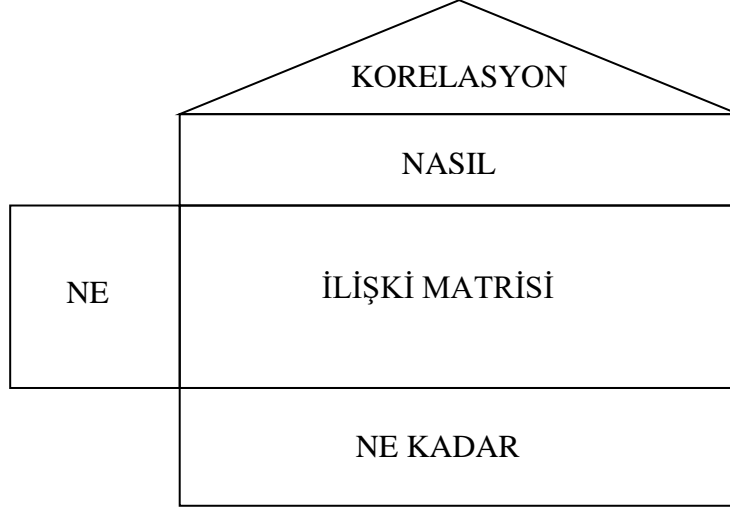 KORELASYON
NASIL
NE
İLİŞKİ MATRİSİ
NE KADAR